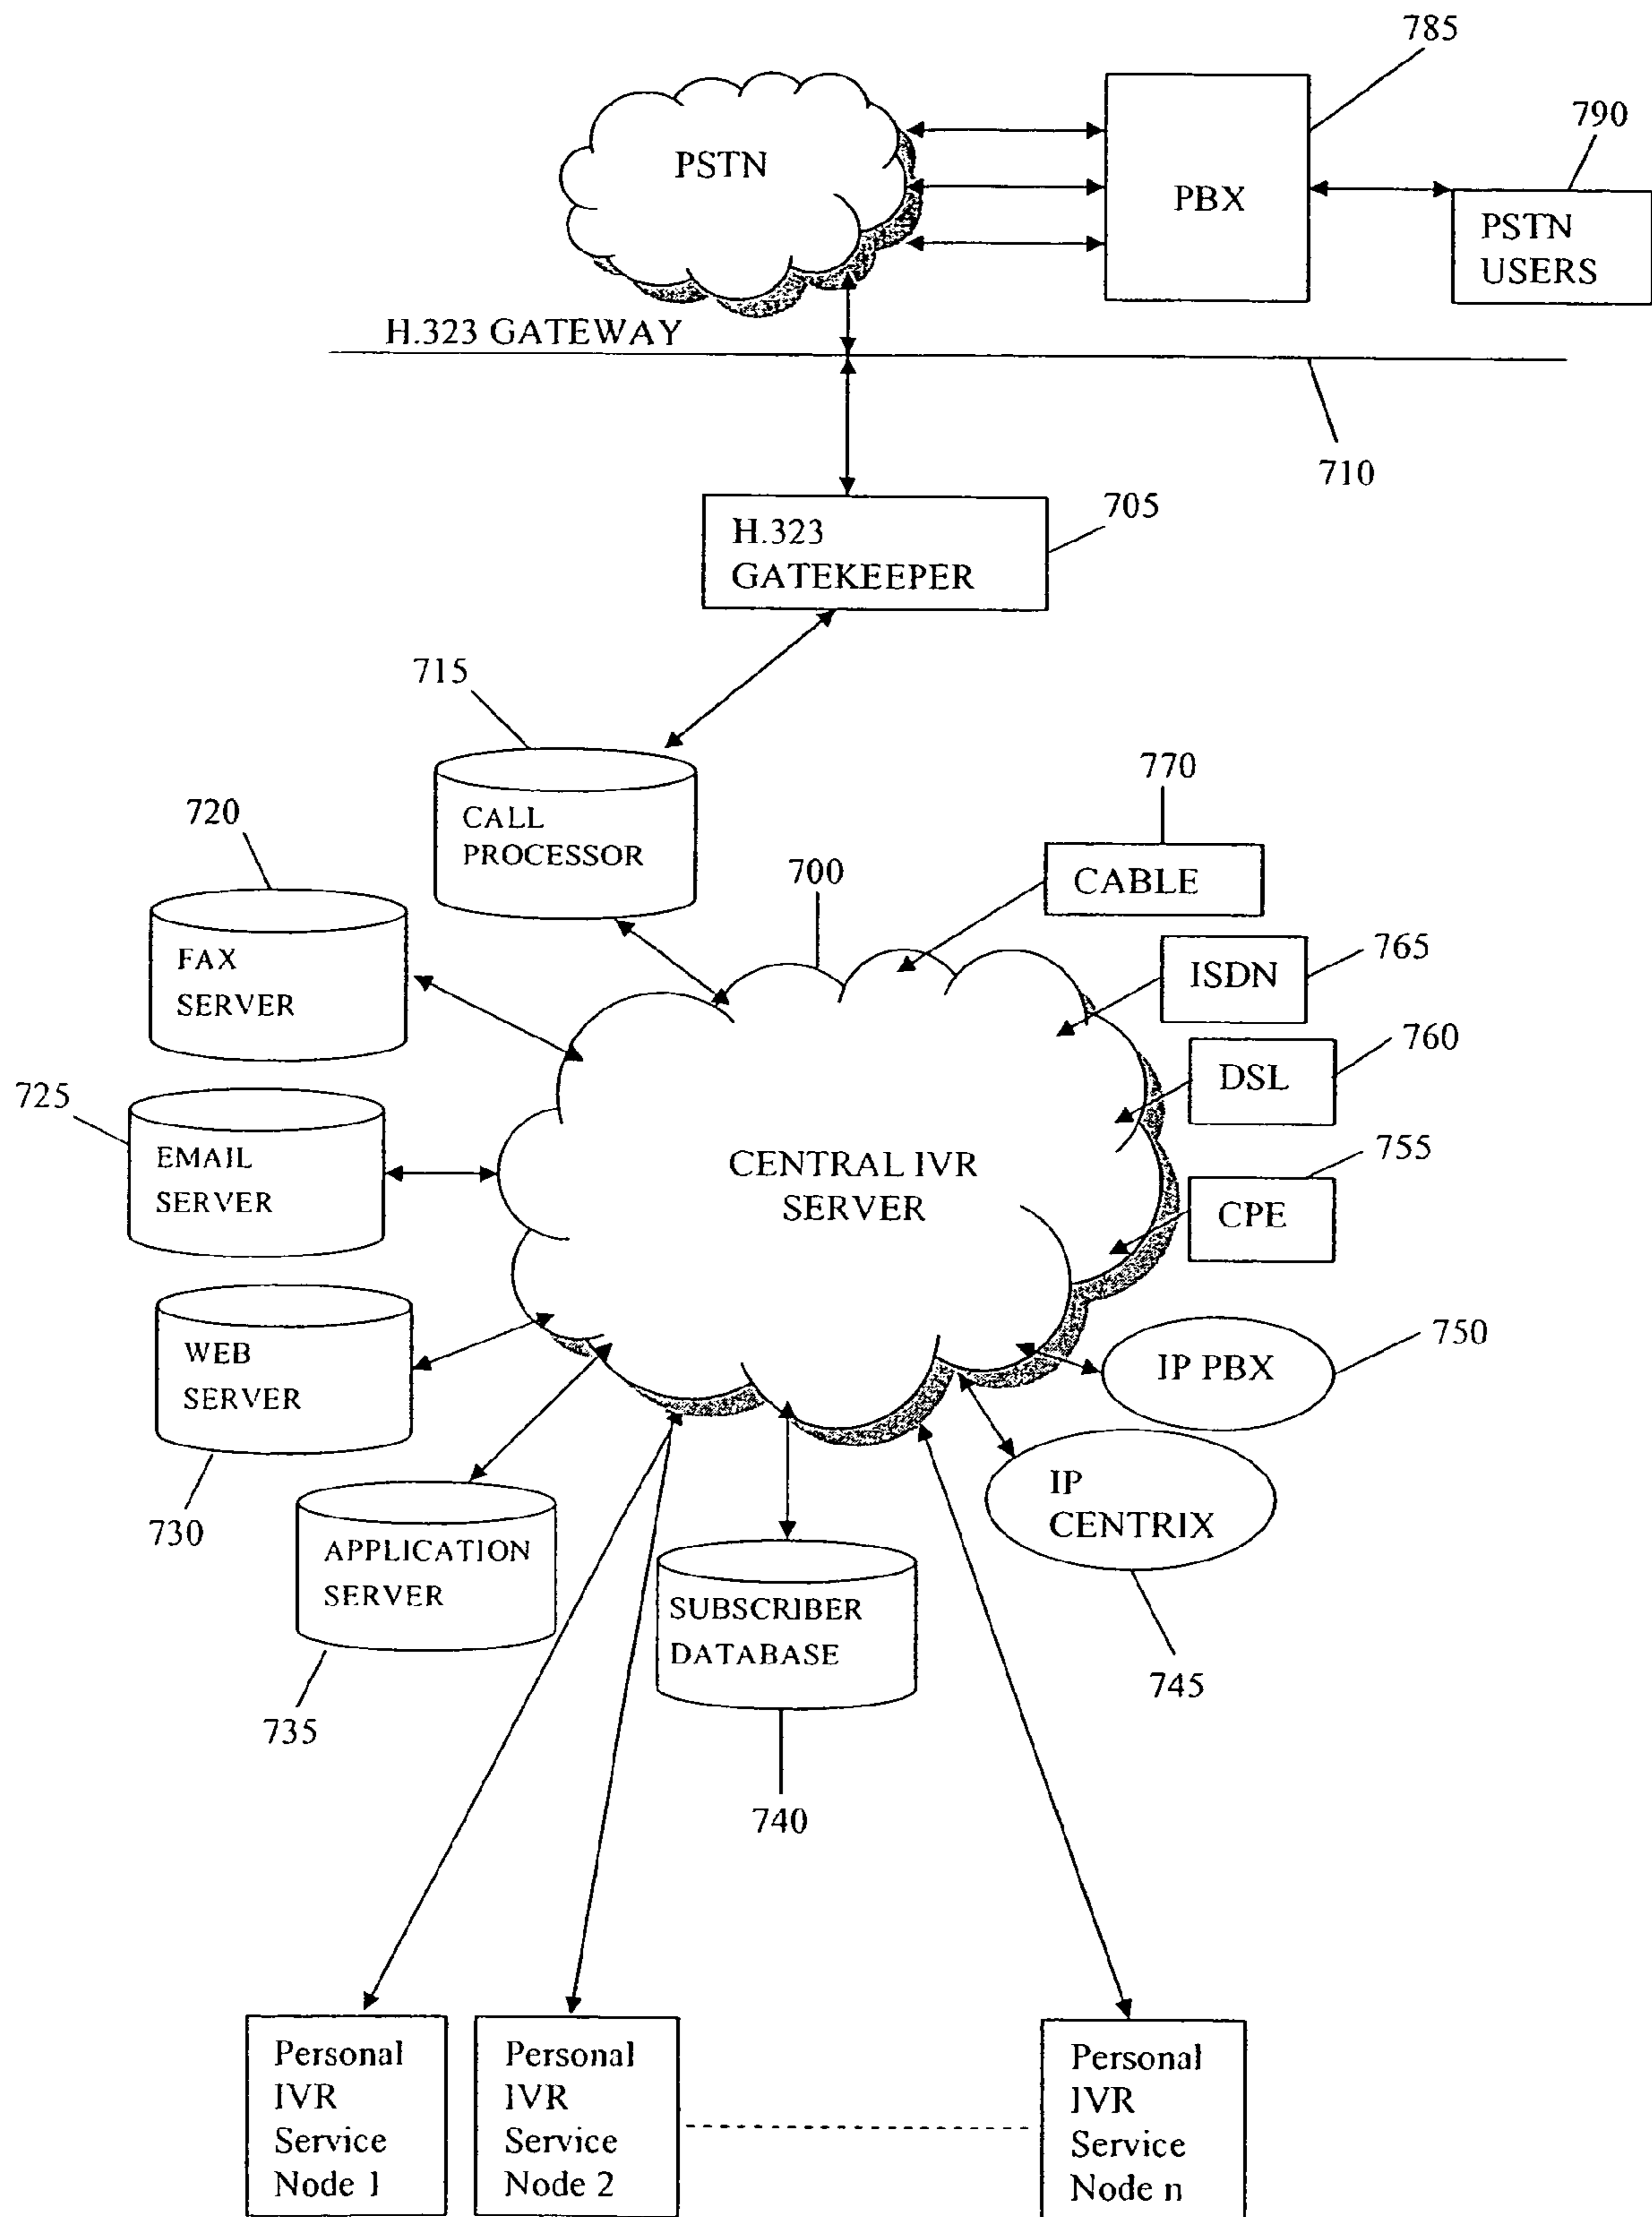 785
790
PSTN
PBX
PSTN
USERS
H.323 GATEWAY
710
705
H.323
GATEKEEPER
715
770
CALL
PROCESSOR
720
700
CABLE
765
FAX
SERVER
ISDN
760
DSL
725
EMAIL
SERVER
CENTRAL IVR
SERVER
755
CPE
WEB
SERVER
750
IP PBX
730
IP
CENTRIX
APPLICATION
SERVER
SUBSCRIBER
DATABASE
745
735
740
Personal
IVR
Service
Node 1
Personal
IVR
Service
Node 2
Personal
IVR
Service
Node n